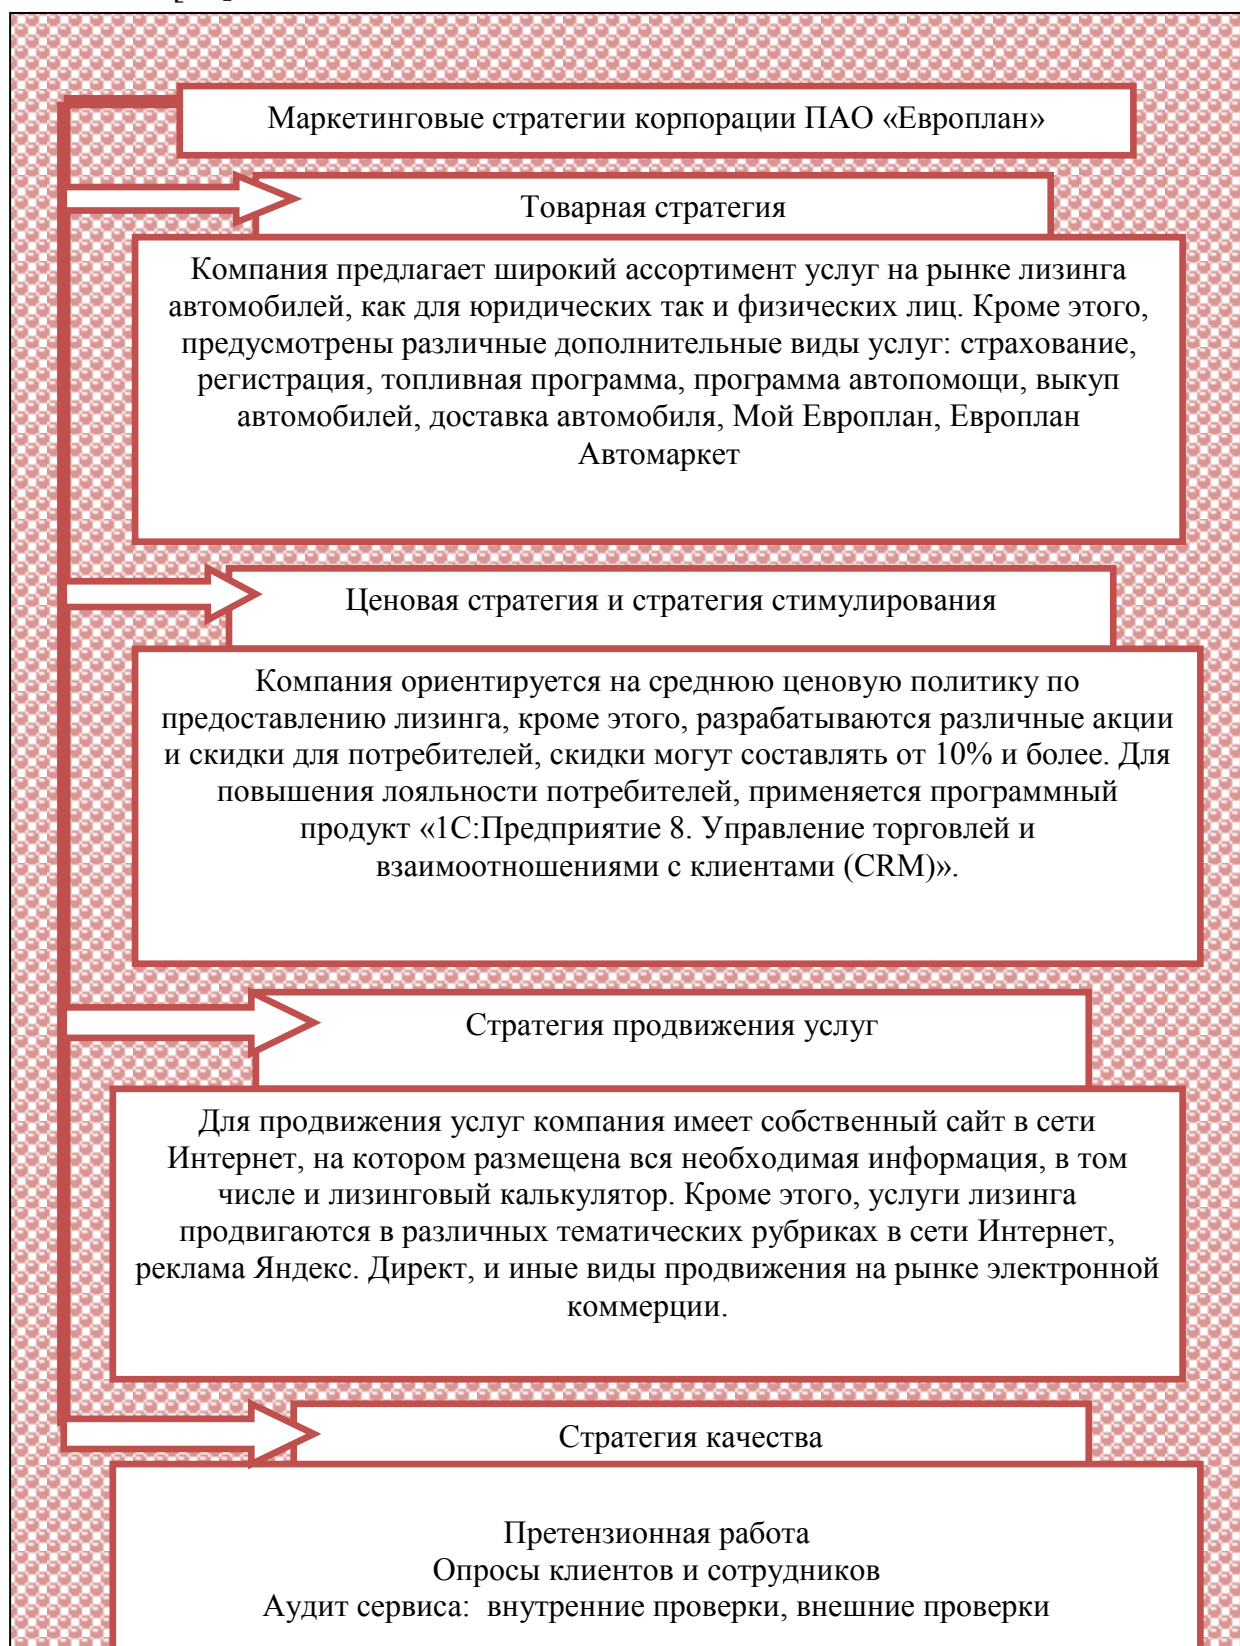 Маркетинговые стратегии корпорации ПАО «Европлан»
Товарная стратегия
Компания предлагает широкий ассортимент услуг на рынке лизинга
автомобилей, как для юридических так и физических лиц. Кроме этого,
предусмотрены различные дополнительные виды услуг: страхование,
регистрация, топливная программа, программа автопомощи, выкуп
автомобилей, доставка автомобиля, Мой Европлан, Европлан
Автомаркет
Ценовая стратегия и стратегия стимулирования
Компания ориентируется на среднюю ценовую политику по
предоставлению лизинга, кроме этого, разрабатываются различные акции
и скидки для потребителей, скидки могут составлять от 10% и более. Для
повышения лояльности потребителей, применяется программный
продукт «1С:Предприятие 8. Управление торговлей и
взаимоотношениями с клиентами (CRM)».
Стратегия продвижения услуг
Для продвижения услуг компания имеет собственный сайт в сети
Интернет, на котором размещена вся необходимая информация, в том
числе и лизинговый калькулятор. Кроме этого, услуги лизинга
продвигаются в различных тематических рубриках в сети Интернет,
реклама Яндекс. Директ, и иные виды продвижения на рынке электронной
коммерции.
Стратегия качества
Претензионная работа
Опросы клиентов и сотрудников
Аудит сервиса:  внутренние проверки, внешние проверки